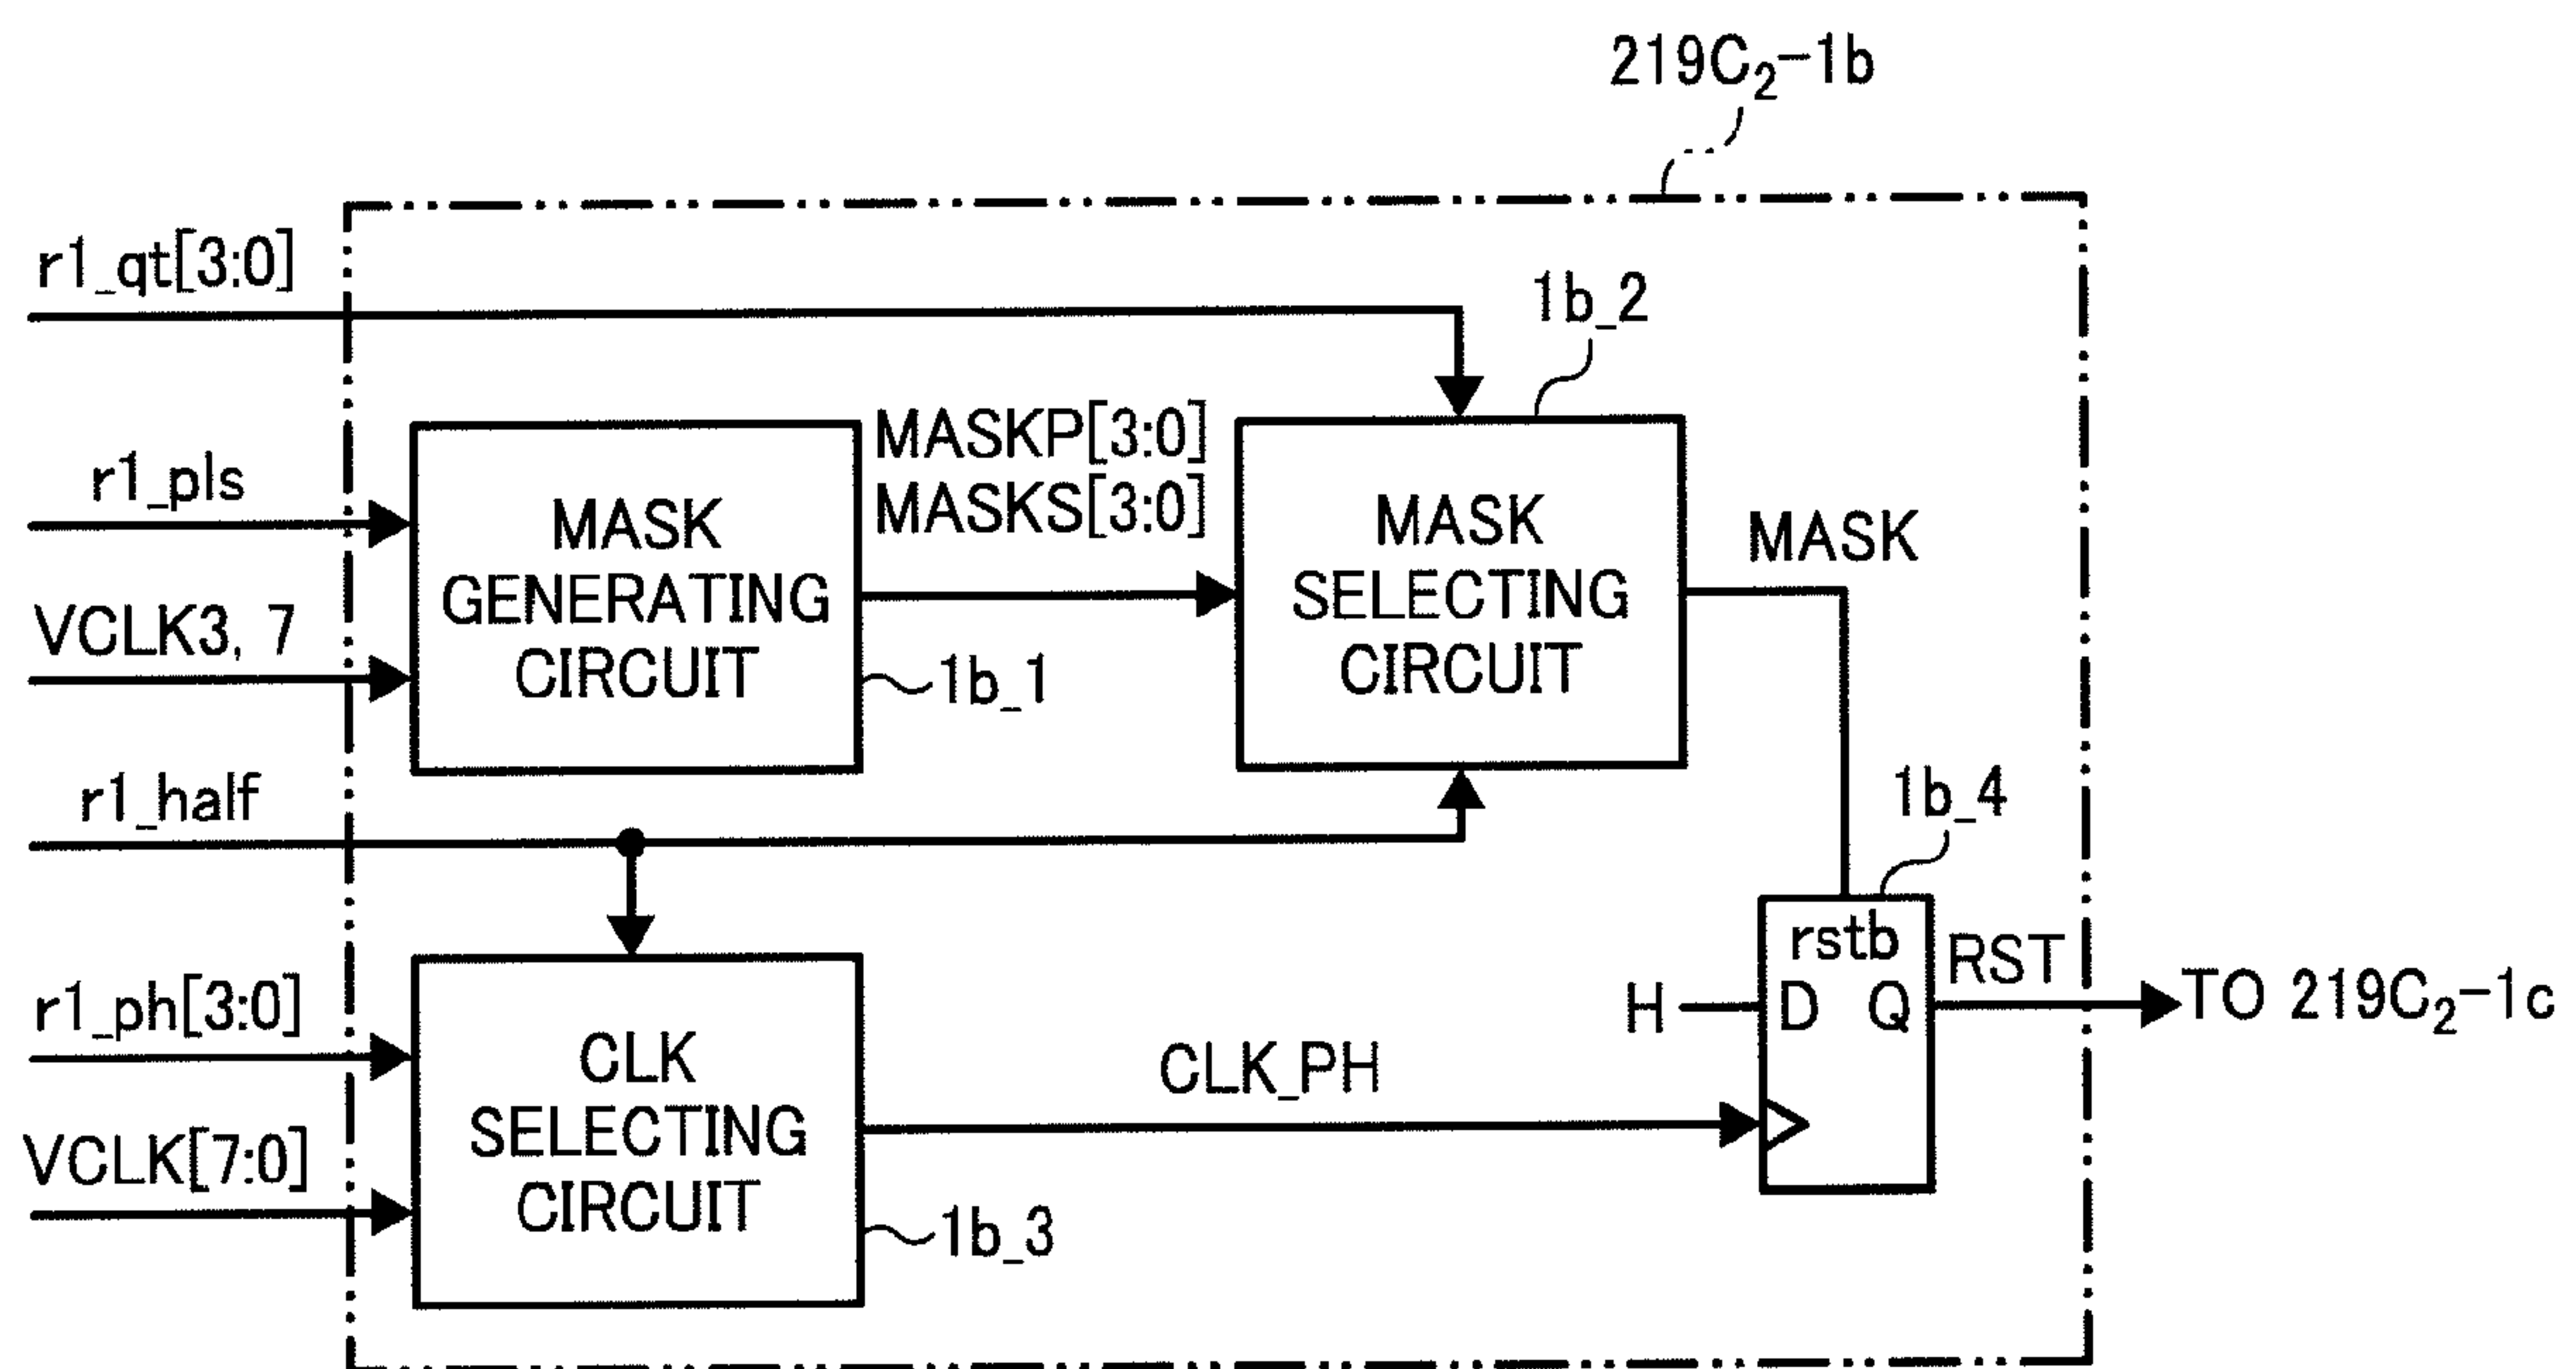 219C₂-1b
r1_qt[3:0]
1b_2
r1_pls
VCLK3, 7
MASK
GENERATING
CIRCUIT
1b_1
MASKP[3:0]
MASKS[3:0]
MASK
SELECTING
CIRCUIT
MASK
r1_half
1b_4
r1_ph[3:0]
VCLK[7:0]
CLK
SELECTING
CIRCUIT
1b_3
CLK_PH
H
rstb
D Q
RST
TO 219C₂-1c